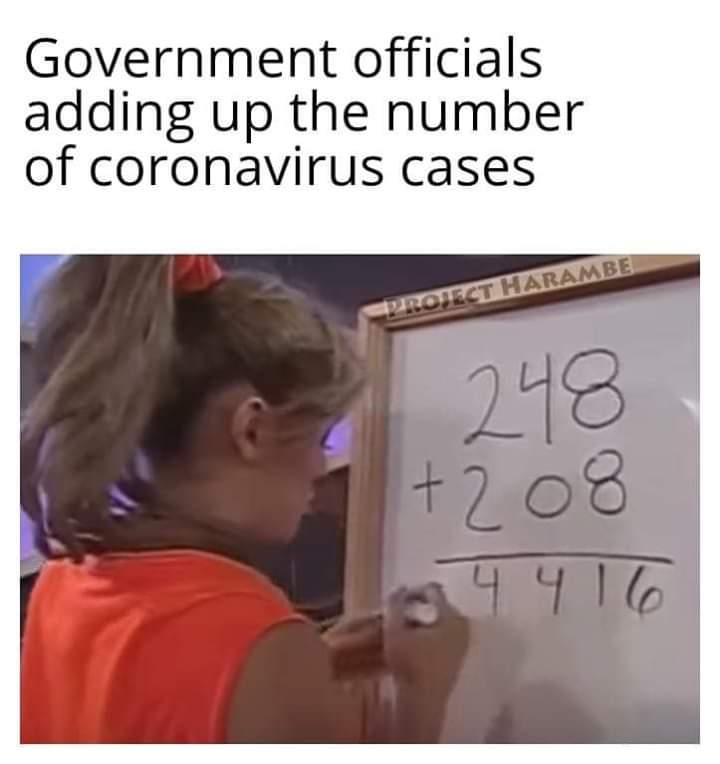 Government officials
adding up the number
of coronavirus cases
PROJECT HARAMBE
248
+208
4416